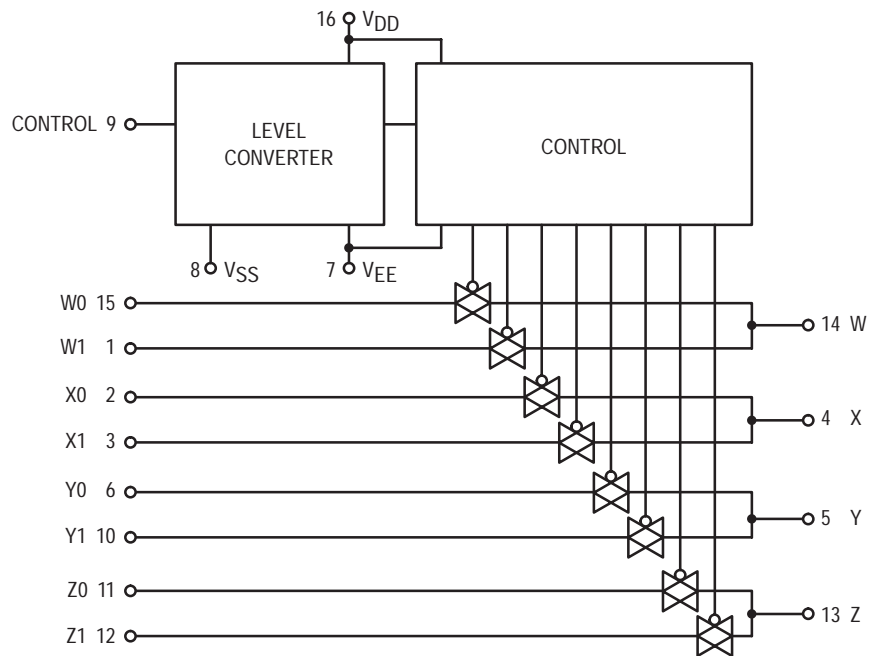 16 VDD
CONTROL 9
LEVEL
CONVERTER
CONTROL
8 VSS
7 VEE
W0 15
14 W
W1 1
X0 2
4 X
X1 3
Y0 6
5 Y
Y1 10
Z0 11
13 Z
Z1 12